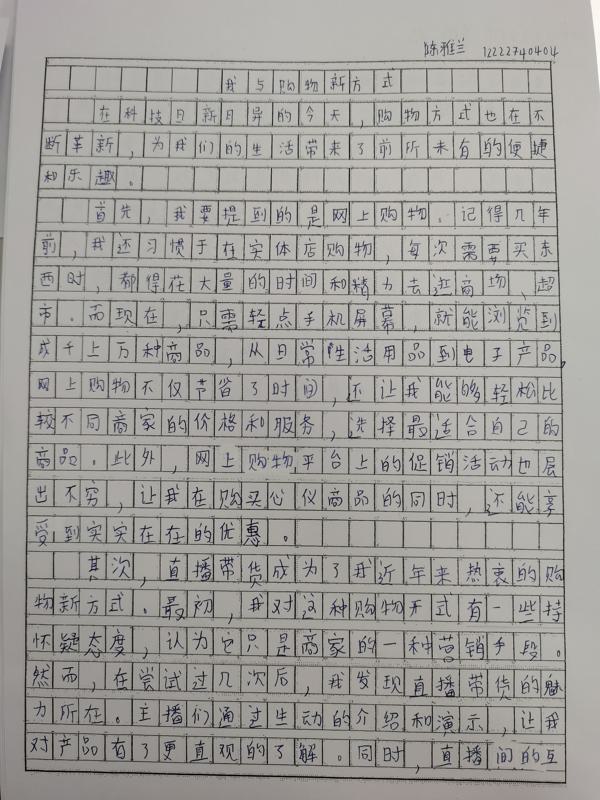 陈雅兰 12222740404
我与购物新方式
在科技日新月异的今天，购物方式也在不
断革新，为我们的生活带来了前所未有的便捷
和乐趣。
首先，我要提到的是网上购物。记得几年
前，我还习惯于在实体店购物，每次需要买东
西时，都得花大量的时间和精力去逛商场、超
市。而现在，只需轻点手机屏幕，就能浏览到
成千上万种商品，从日常生活用品到电子产品，
网上购物不仅节省了时间，还让我能够轻松比
较不同商家的价格和服务，选择最适合自己的
商品。此外，网上购物平台上的促销活动也层
出不穷，让我在购买心仪商品的同时，还能享
受到实实在在的优惠。
其次，直播带货成为了我近年来热衷的购
物新方式。最初，我对这种购物形式有一些持
怀疑态度，认为它只是商家的一种营销手段。
然而，在尝试过几次后，我发现直播带货的魅
力所在。主播们通过生动的介绍和演示，让我
对产品有了更直观的了解。同时，直播间的互